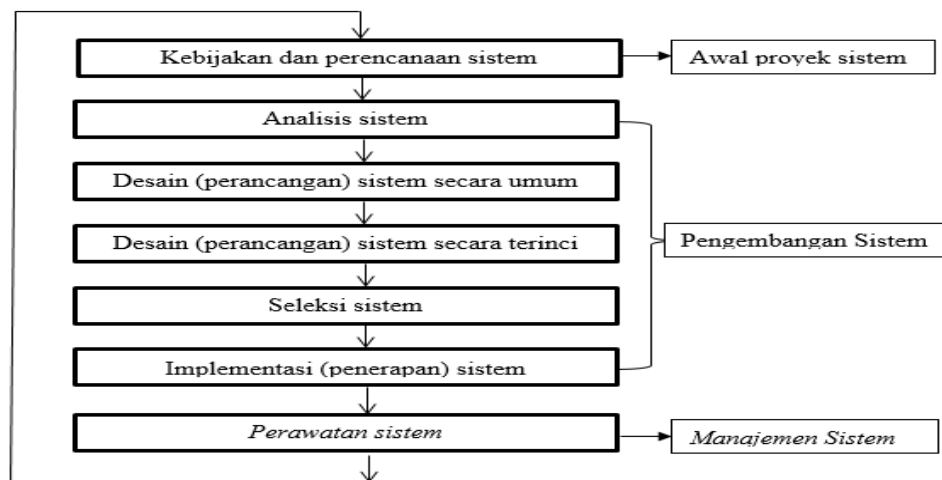 Kebijakan dan perencanaan sistem
Awal proyek sistem
Analisis sistem
Desain (perancangan) sistem secara umum
Desain (perancangan) sistem secara terinci
Pengembangan Sistem
Seleksi sistem
Implementasi (penerapan) sistem
Perawatan sistem
Manajemen Sistem